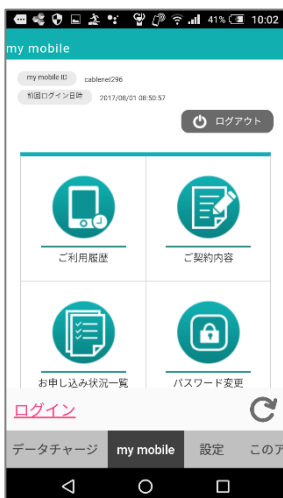 41% 10:02
my mobile
my mobile ID cablenet296
前回ログイン日時 2017/08/01 08:50:57
ログアウト
ご利用履歴 ご契約内容
お申し込み状況一覧 パスワード変更
ログイン
データチャージ my mobile 設定 このア